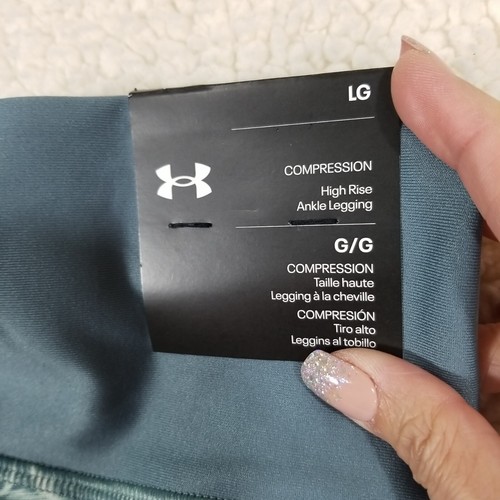 LG
COMPRESSION
High Rise
Ankle Legging
G/G
COMPRESSION
Taille haute
Legging à la cheville
COMPRESIÓN
Tiro alto
Leggins al tobillo